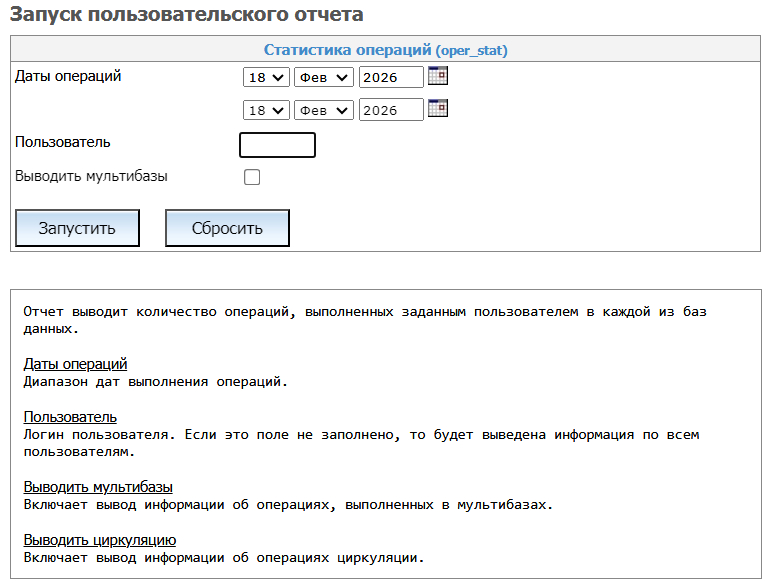 Запуск пользовательского отчета
Статистика операций (oper_stat)
Даты операций 18 Фев 2026
18 Фев 2026
Пользователь
Выводить мультибазы
Запустить Сбросить
Отчет выводит количество операций, выполненных заданным пользователем в каждой из баз
данных.
Даты операций
Диапазон дат выполнения операций.
Пользователь
Логин пользователя. Если это поле не заполнено, то будет выведена информация по всем
пользователям.
Выводить мультибазы
Включает вывод информации об операциях, выполненных в мультибазах.
Выводить циркуляцию
Включает вывод информации об операциях циркуляции.